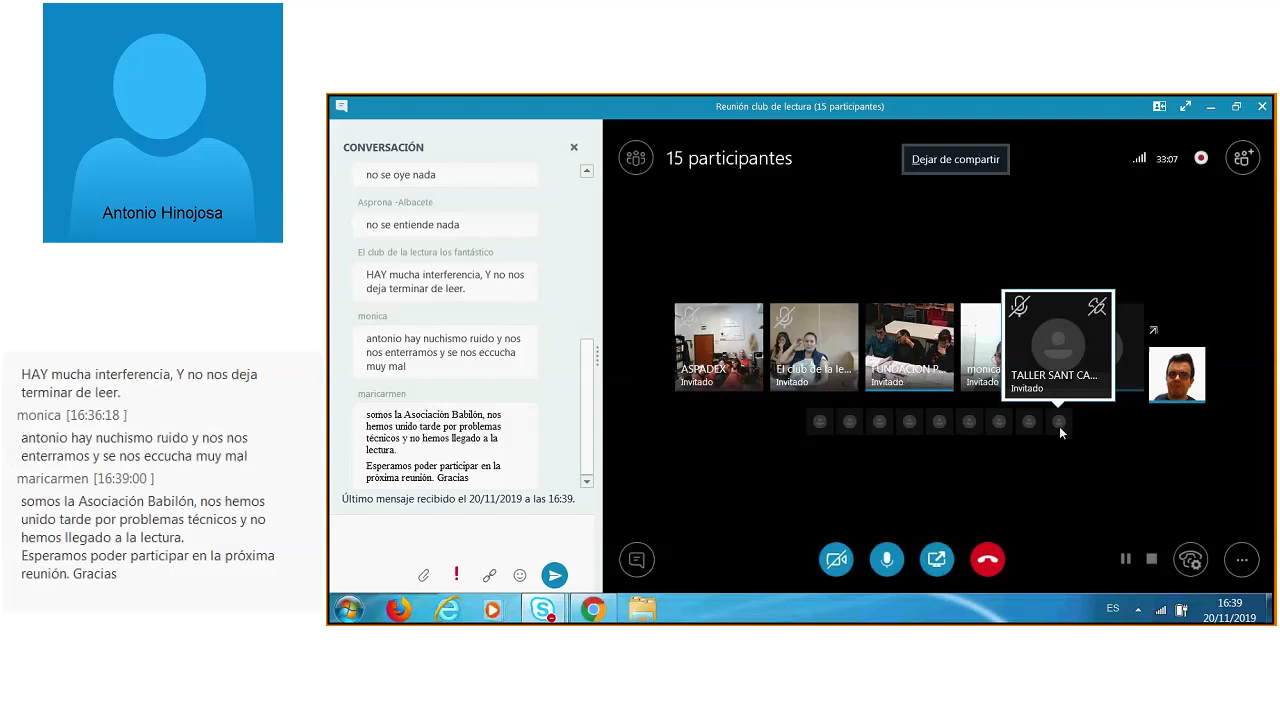 Antonio Hinojosa
HAY mucha interferencia, Y no nos deja
terminar de leer.
monica [16:36:18 ]
antonio hay nuchismo ruido y nos nos
enterramos y se nos eccucha muy mal
maricarmen [16:39:00 ]
somos la Asociación Babilón, nos hemos
unido tarde por problemas técnicos y no
hemos llegado a la lectura.
Esperamos poder participar en la próxima
reunión. Gracias
Reunión club de lectura (15 participantes)
CONVERSACIÓN
no se oye nada
Asprona -Albacete
no se entiende nada
El club de la lectura los fantástico
HAY mucha interferencia, Y no nos
deja terminar de leer.
monica
antonio hay nuchismo ruido y nos
nos enterramos y se nos eccucha
muy mal
maricarmen
somos la Asociación Babilón, nos
hemos unido tarde por problemas
técnicos y no hemos llegado a la
lectura.
Esperamos poder participar en la
próxima reunión. Gracias
Último mensaje recibido el 20/11/2019 a las 16:39.
15 participantes
Dejar de compartir
33:07
ASPADEX
Invitado
El club de la le...
Invitado
FUNDACION P...
Invitado
monica
Invitado
TALLER SANT CA...
Invitado
ES
16:39
20/11/2019